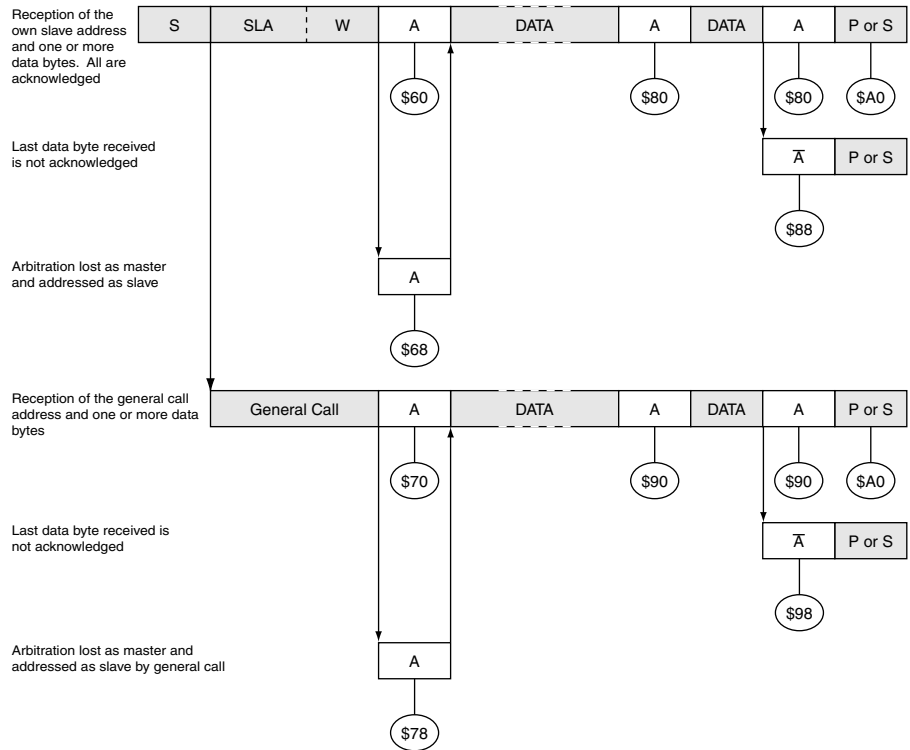 Reception of the
own slave address
and one or more
data bytes. All are
acknowledged
S SLA W A DATA A DATA A P or S
$60 $80 $80 $A0
Last data byte received
is not acknowledged
A̅ P or S
$88
Arbitration lost as master
and addressed as slave
A
$68
Reception of the general call
address and one or more data
bytes
General Call A DATA A DATA A P or S
$70 $90 $90 $A0
Last data byte received is
not acknowledged
A̅ P or S
$98
Arbitration lost as master and
addressed as slave by general call
A
$78